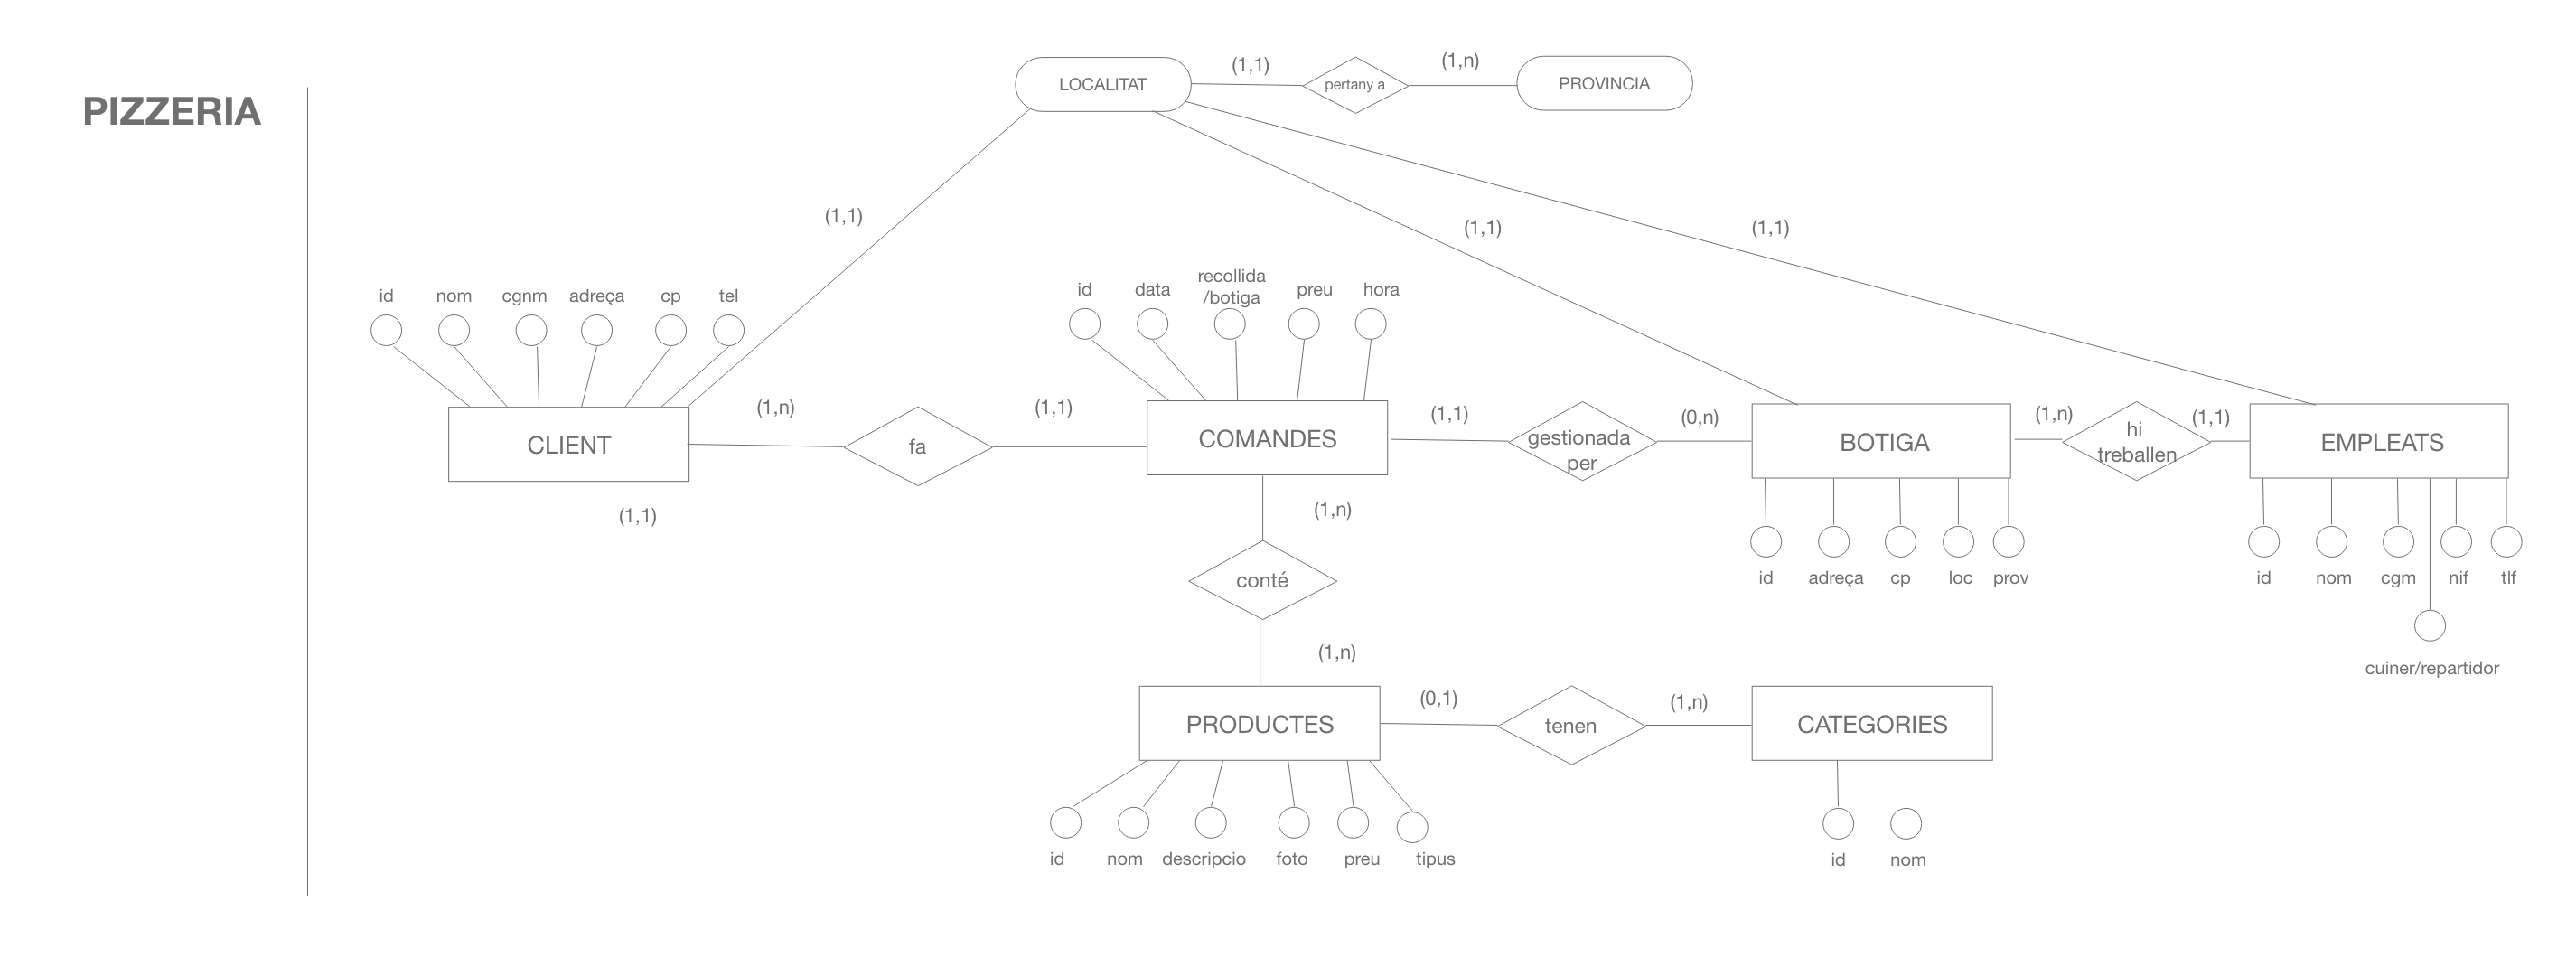 PIZZERIA
LOCALITAT
(1,1)
pertany a
(1,n)
PROVINCIA
(1,1)
(1,1)
(1,1)
id
nom
cgnm
adreça
cp
tel
id
data
recollida
/botiga
preu
hora
CLIENT
(1,n)
fa
(1,1)
COMANDES
(1,1)
gestionada
per
(0,n)
BOTIGA
(1,n)
hi
treballen
(1,1)
EMPLEATS
(1,1)
(1,n)
conté
(1,n)
id
adreça
cp
loc
prov
id
nom
cgm
nif
tlf
cuiner/repartidor
PRODUCTES
(0,1)
tenen
(1,n)
CATEGORIES
id
nom
descripcio
foto
preu
tipus
id
nom